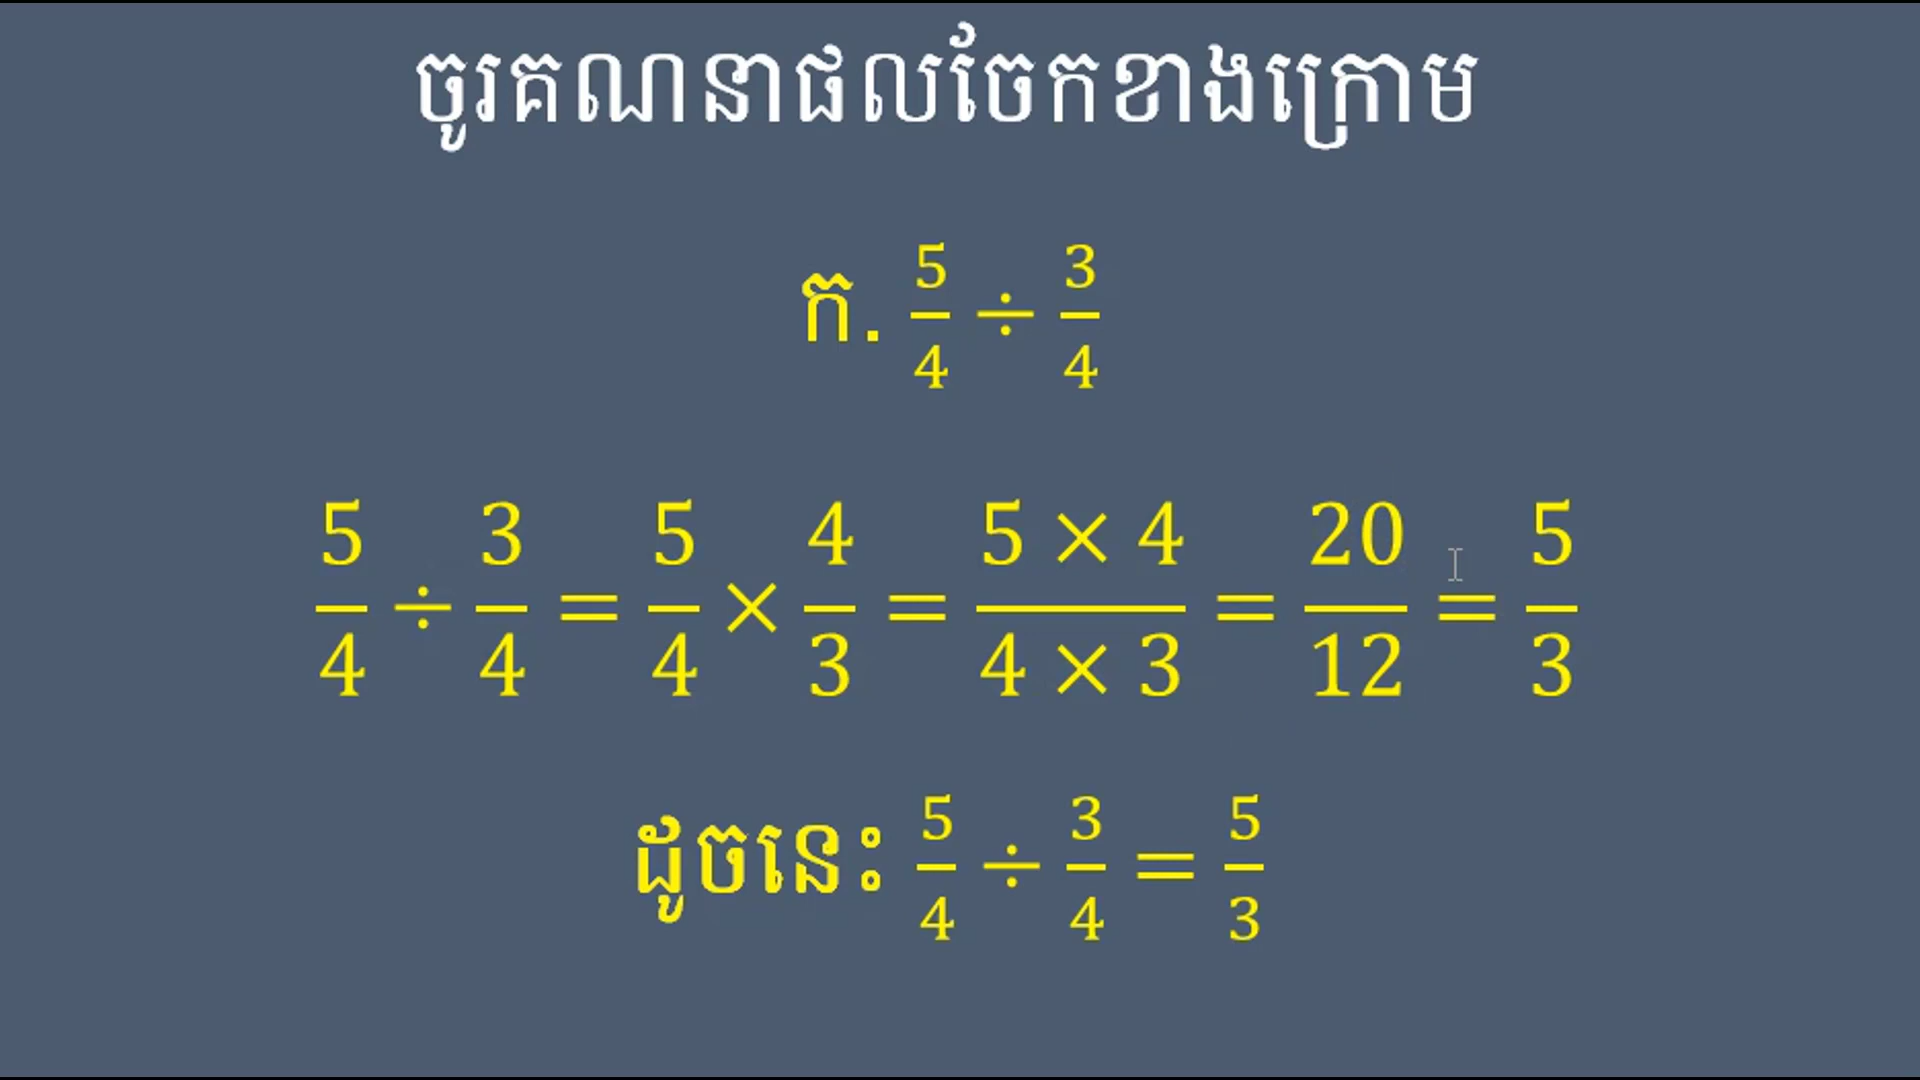 ចូរគណនាផលចែកខាងក្រោម
ក. 5/4 ÷ 3/4
5/4 ÷ 3/4 = 5/4 × 4/3 = (5 × 4)/(4 × 3) = 20/12 = 5/3
ដូចនេះ 5/4 ÷ 3/4 = 5/3